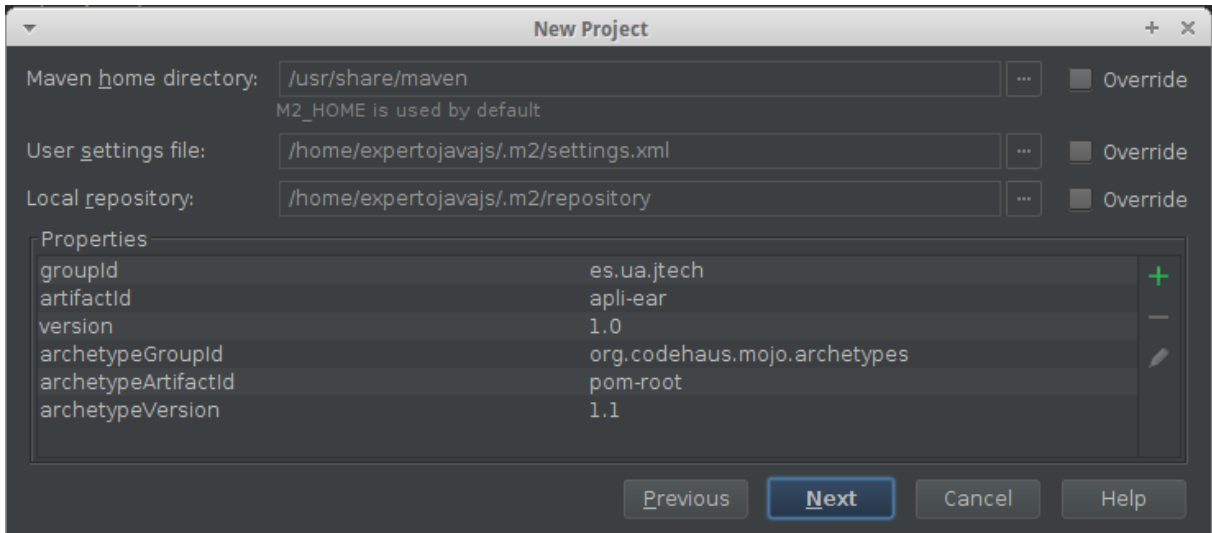 New Project
Maven home directory: /usr/share/maven ... Override
M2_HOME is used by default
User settings file: /home/expertojavajs/.m2/settings.xml ... Override
Local repository: /home/expertojavajs/.m2/repository ... Override
Properties
groupId es.ua.jtech
artifactId apli-ear
version 1.0
archetypeGroupId org.codehaus.mojo.archetypes
archetypeArtifactId pom-root
archetypeVersion 1.1
Previous Next Cancel Help